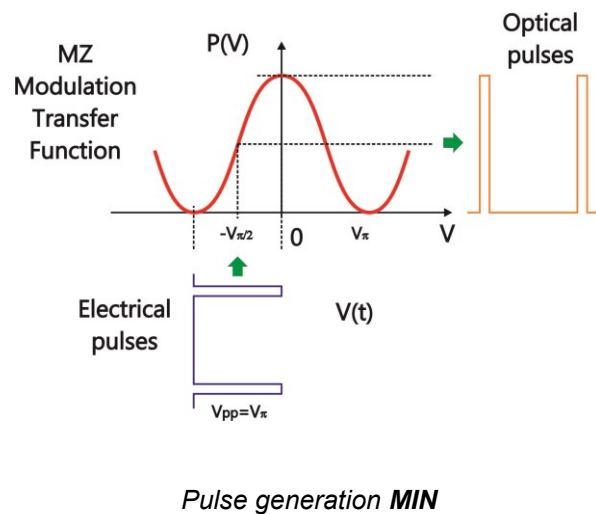 MZ
Modulation
Transfer
Function
P(V)
Optical
pulses
-Vπ/2
0
Vπ
V
Electrical
pulses
V(t)
Vpp=Vπ
Pulse generation MIN